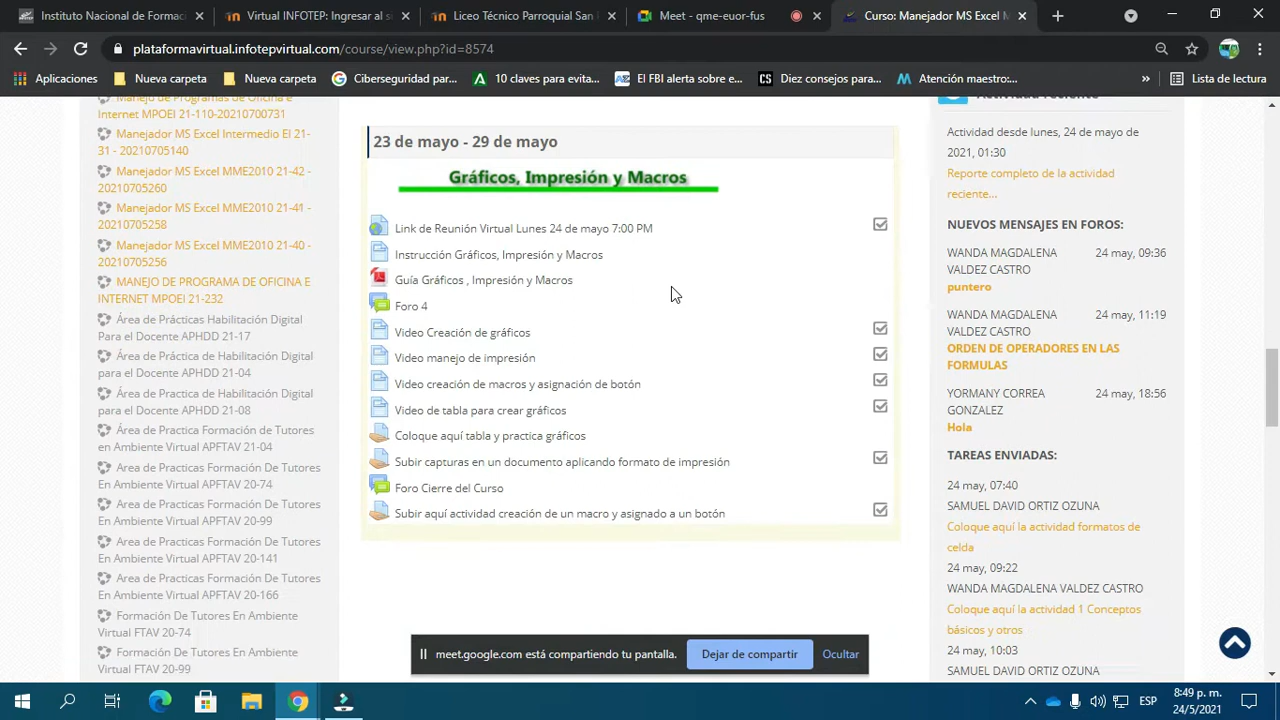 Instituto Nacional de Formaci
Virtual INFOTEP: Ingresar al si
Liceo Técnico Parroquial San
Meet - qme-euor-fus
Curso: Manejador MS Excel M
plataformavirtual.infotepvirtual.com/course/view.php?id=8574
Aplicaciones
Nueva carpeta
Nueva carpeta
Ciberseguridad par...
10 claves para evita...
El FBI alerta sobre e...
Diez consejos para...
Atención maestro:...
»
Lista de lectura
Manejo de Programas de Oficina e
Internet MPOEI 21-110-20210700731
Manejador MS Excel Intermedio EI 21-
31 - 20210705140
Manejador MS Excel MME2010 21-42 -
20210705260
Manejador MS Excel MME2010 21-41 -
20210705258
Manejador MS Excel MME2010 21-40 -
20210705256
MANEJO DE PROGRAMA DE OFICINA E
INTERNET MPOEI 21-232
Área de Prácticas Habilitación Digital
Para el Docente APHDD 21-17
Área de Práctica de Habilitación Digital
para el Docente APHDD 21-04
Área de Practica de Habilitación Digital
para el Docente APHDD 21-08
Área de Práctica Formación de Tutores
en Ambiente Virtual APFTAV 21-04
Area de Practicas Formación De Tutores
En Ambientes Virtual APFTAV 20-74
Area de Practicas Formación De Tutores
En Ambientes Virtual APFTAV 20-99
Area de Practicas Formación De Tutores
En Ambientes Virtual APFTAV 20-141
Area de Practicas Formación De Tutores
En Ambientes Virtual APFTAV 20-166
Formación De Tutores En Ambiente
Virtual FTAV 20-74
Formación De Tutores En Ambiente
Virtual FTAV 20-99
23 de mayo - 29 de mayo
Gráficos, Impresión y Macros
Link de Reunión Virtual Lunes 24 de mayo 7:00 PM
Instrucción Gráficos, Impresión y Macros
Guía Gráficos , Impresión y Macros
Foro 4
Video Creación de gráficos
Video manejo de impresión
Video creación de macros y asignación de botón
Video de tabla para crear gráficos
Coloque aquí tabla y practica gráficos
Subir capturas en un documento aplicando formato de impresión
Foro Cierre del Curso
Subir aquí actividad creación de un macro y asignado a un botón
Actividad reciente
Actividad desde lunes, 24 de mayo de
2021, 01:30
Reporte completo de la actividad
reciente...
NUEVOS MENSAJES EN FOROS:
WANDA MAGDALENA 24 may, 09:36
VALDEZ CASTRO
puntero
WANDA MAGDALENA 24 may, 11:19
VALDEZ CASTRO
ORDEN DE OPERADORES EN LAS
FORMULAS
YORMANY CORREA 24 may, 18:56
GONZALEZ
Hola
TAREAS ENVIADAS:
24 may, 07:40
SAMUEL DAVID ORTIZ OZUNA
Coloque aquí la actividad formatos de
celda
24 may, 09:22
WANDA MAGDALENA VALDEZ CASTRO
Coloque aquí la actividad 1 Conceptos
básicos y otros
24 may, 10:03
SAMUEL DAVID ORTIZ OZUNA
meet.google.com está compartiendo tu pantalla.
Dejar de compartir
Ocultar
ESP
8:49 p. m.
24/5/2021